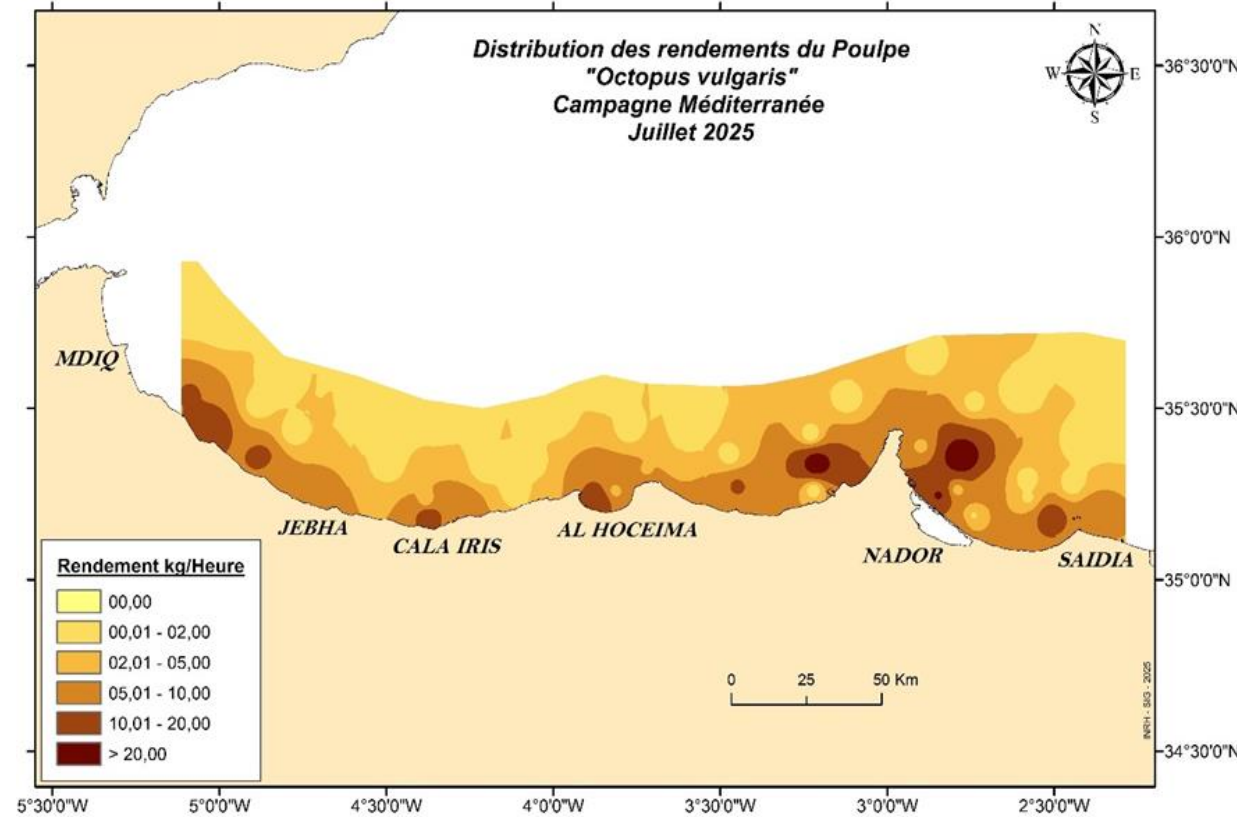 Distribution des rendements du Poulpe
"Octopus vulgaris"
Campagne Méditerranée
Juillet 2025
N
W
E
S
36°30'0"N
36°0'0"N
35°30'0"N
35°0'0"N
34°30'0"N
MDIQ
JEBHA
CALA IRIS
AL HOCEIMA
NADOR
SAIDIA
Rendement kg/Heure
00,00
00,01 - 02,00
02,01 - 05,00
05,01 - 10,00
10,01 - 20,00
> 20,00
0 25 50 Km
INRH - SIG - 2025
5°30'0"W 5°0'0"W 4°30'0"W 4°0'0"W 3°30'0"W 3°0'0"W 2°30'0"W